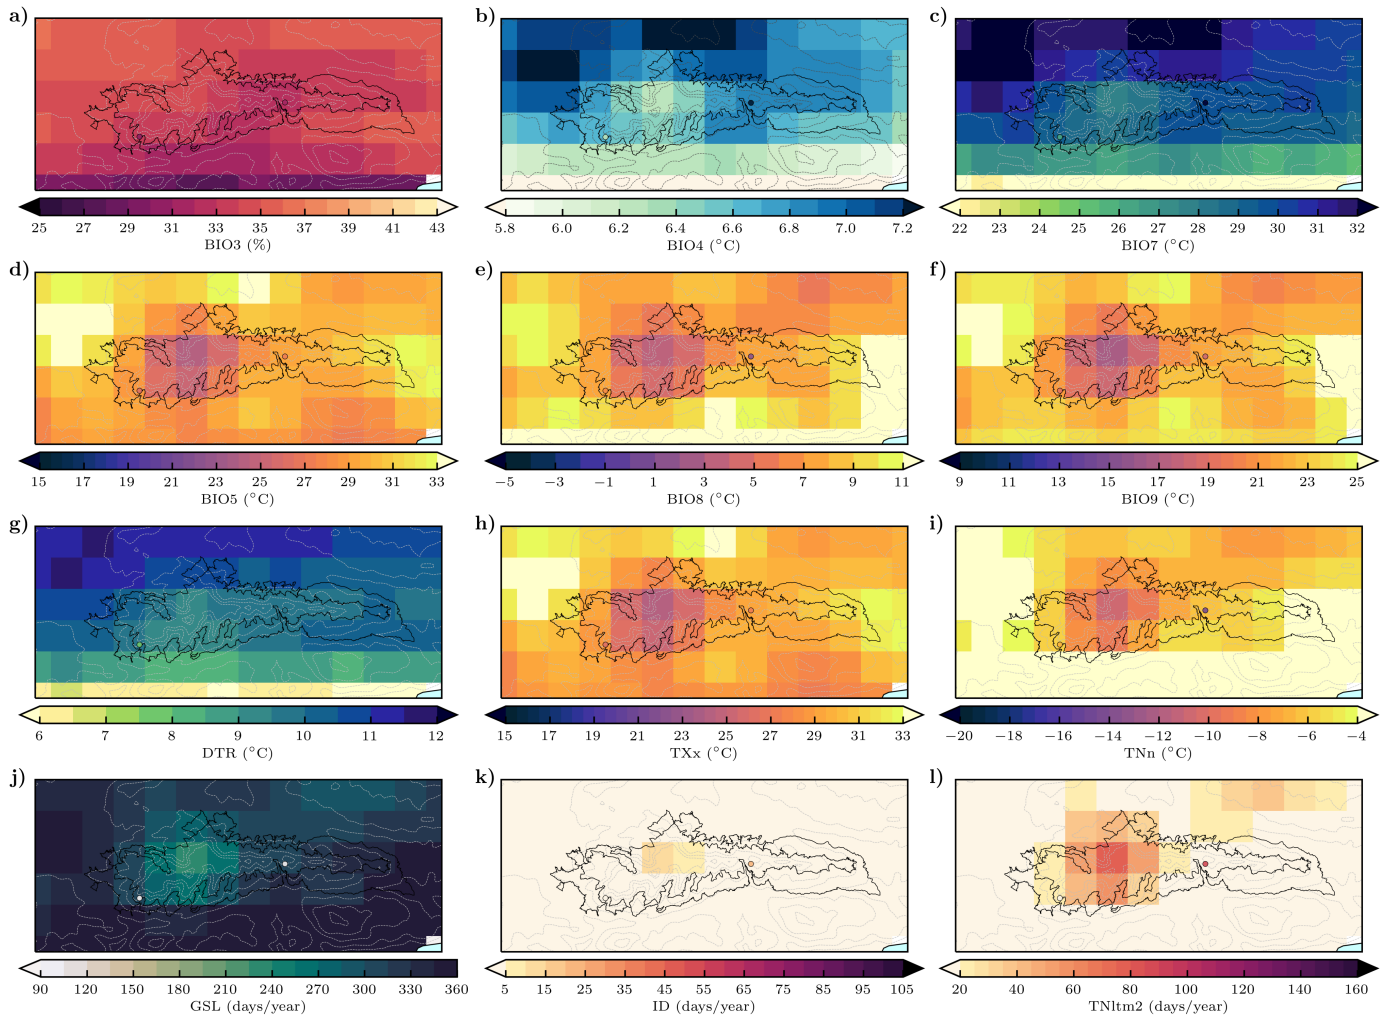 a)
b)
c)
25 27 29 31 33 35 37 39 41 43
BIO3 (%)
5.8 6.0 6.2 6.4 6.6 6.8 7.0 7.2
BIO4 (°C)
22 23 24 25 26 27 28 29 30 31 32
BIO7 (°C)
d)
e)
f)
15 17 19 21 23 25 27 29 31 33
BIO5 (°C)
−5 −3 −1 1 3 5 7 9 11
BIO8 (°C)
9 11 13 15 17 19 21 23 25
BIO9 (°C)
g)
h)
i)
6 7 8 9 10 11 12
DTR (°C)
15 17 19 21 23 25 27 29 31 33
TXx (°C)
−20 −18 −16 −14 −12 −10 −8 −6 −4
TNn (°C)
j)
k)
l)
90 120 150 180 210 240 270 300 330 360
GSL (days/year)
5 15 25 35 45 55 65 75 85 95 105
ID (days/year)
20 40 60 80 100 120 140 160
TNltm2 (days/year)